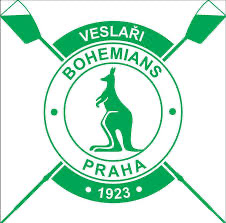 VESLAŘI
BOHEMIANS
PRAHA
• 1923 •